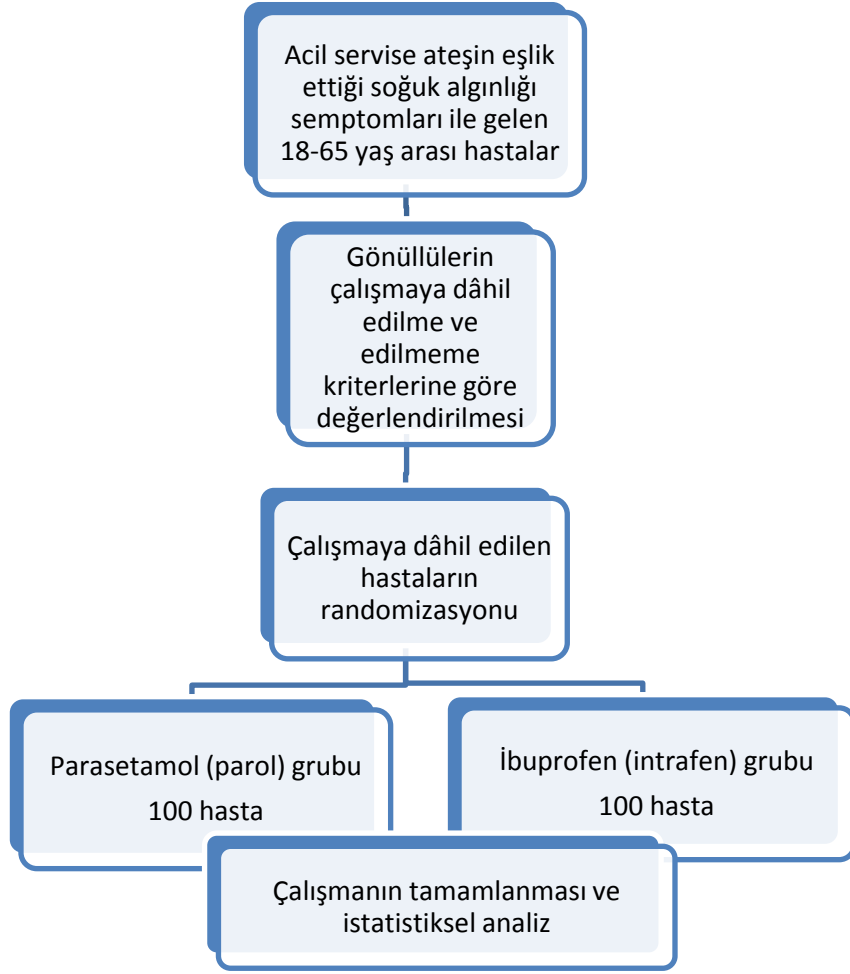 Acil servise ateşin eşlik
ettiği soğuk algınlığı
semptomları ile gelen
18-65 yaş arası hastalar
Gönüllülerin
çalışmaya dâhil
edilme ve
edilmeme
kriterlerine göre
değerlendirilmesi
Çalışmaya dâhil edilen
hastaların
randomizasyonu
Parasetamol (parol) grubu
100 hasta
İbuprofen (intrafen) grubu
100 hasta
Çalışmanın tamamlanması ve
istatistiksel analiz